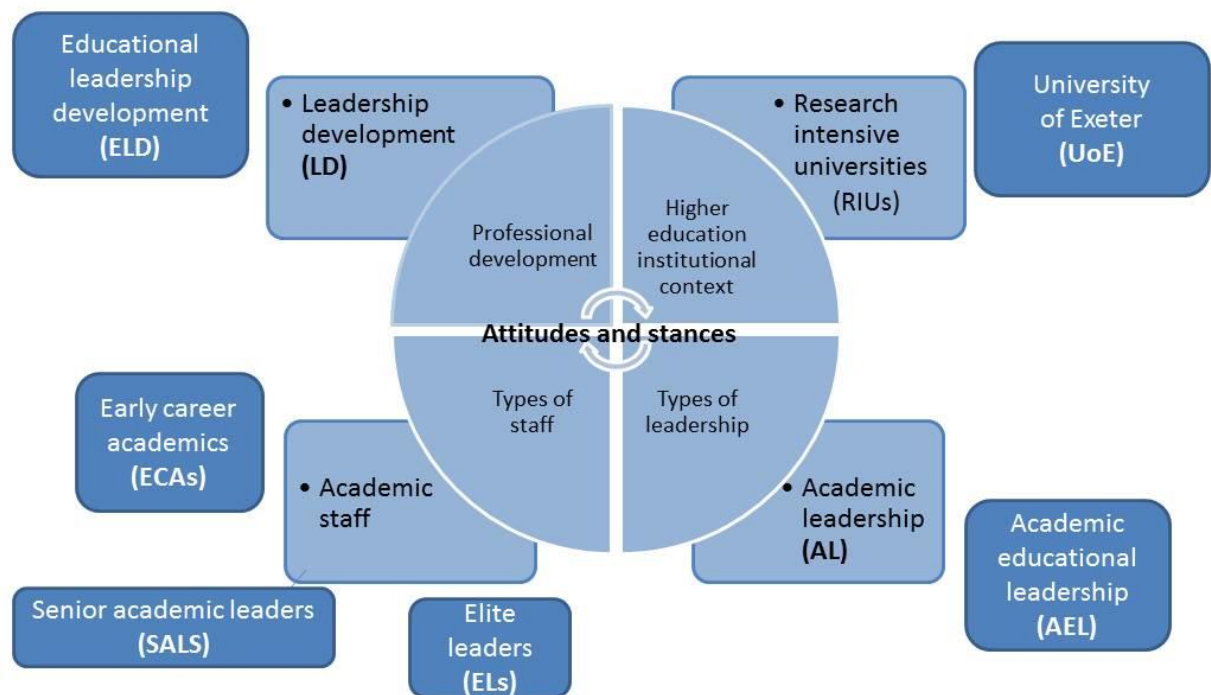 Educational
leadership
development
(ELD)
• Leadership
development
(LD)
• Research
intensive
universities
(RIUs)
University
of Exeter
(UoE)
Professional
development
Higher
education
institutional
context
Attitudes and stances
Types of
staff
Types of
leadership
Early career
academics
(ECAs)
• Academic
staff
• Academic
leadership
(AL)
Academic
educational
leadership
(AEL)
Senior academic leaders
(SALS)
Elite
leaders
(ELs)